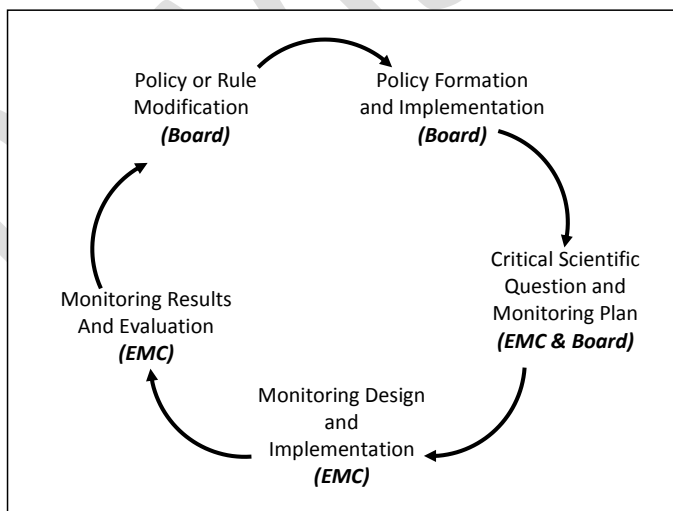 Policy or Rule
Modification
(Board)
Policy Formation
and Implementation
(Board)
Critical Scientific
Question and
Monitoring Plan
(EMC & Board)
Monitoring Design
and
Implementation
(EMC)
Monitoring Results
And Evaluation
(EMC)